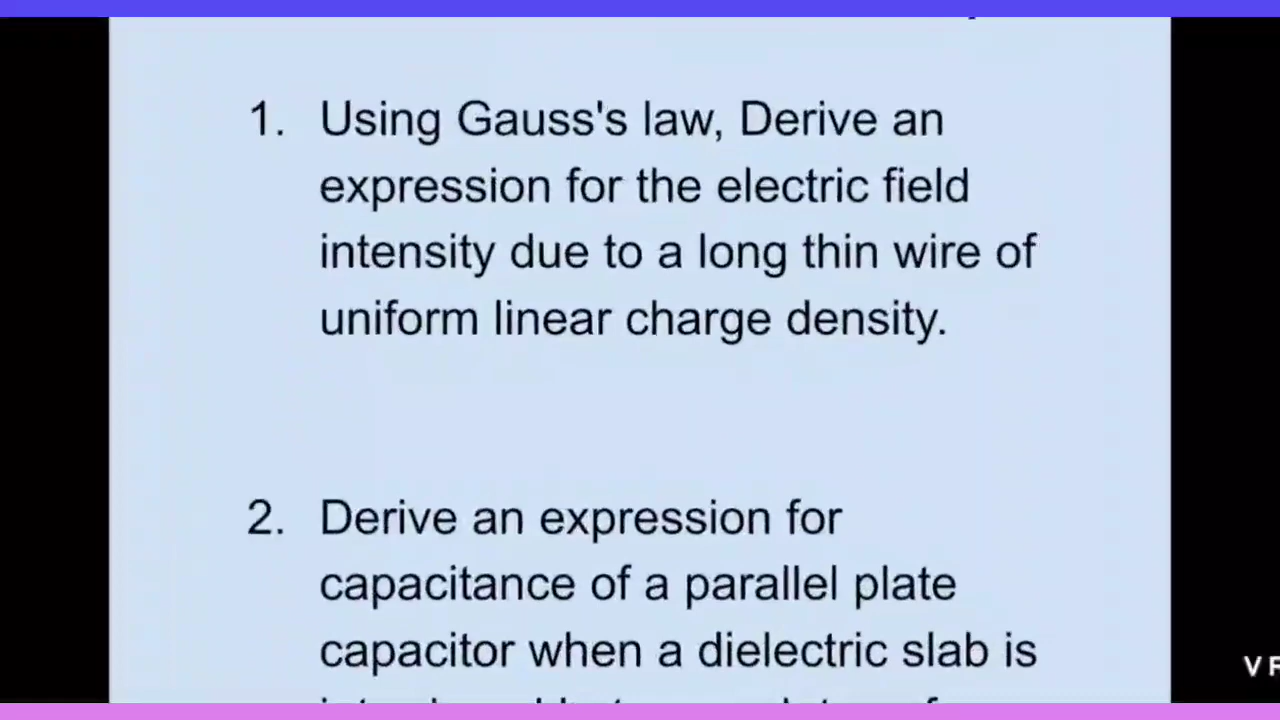 1. Using Gauss's law, Derive an
expression for the electric field
intensity due to a long thin wire of
uniform linear charge density.
2. Derive an expression for
capacitance of a parallel plate
capacitor when a dielectric slab is